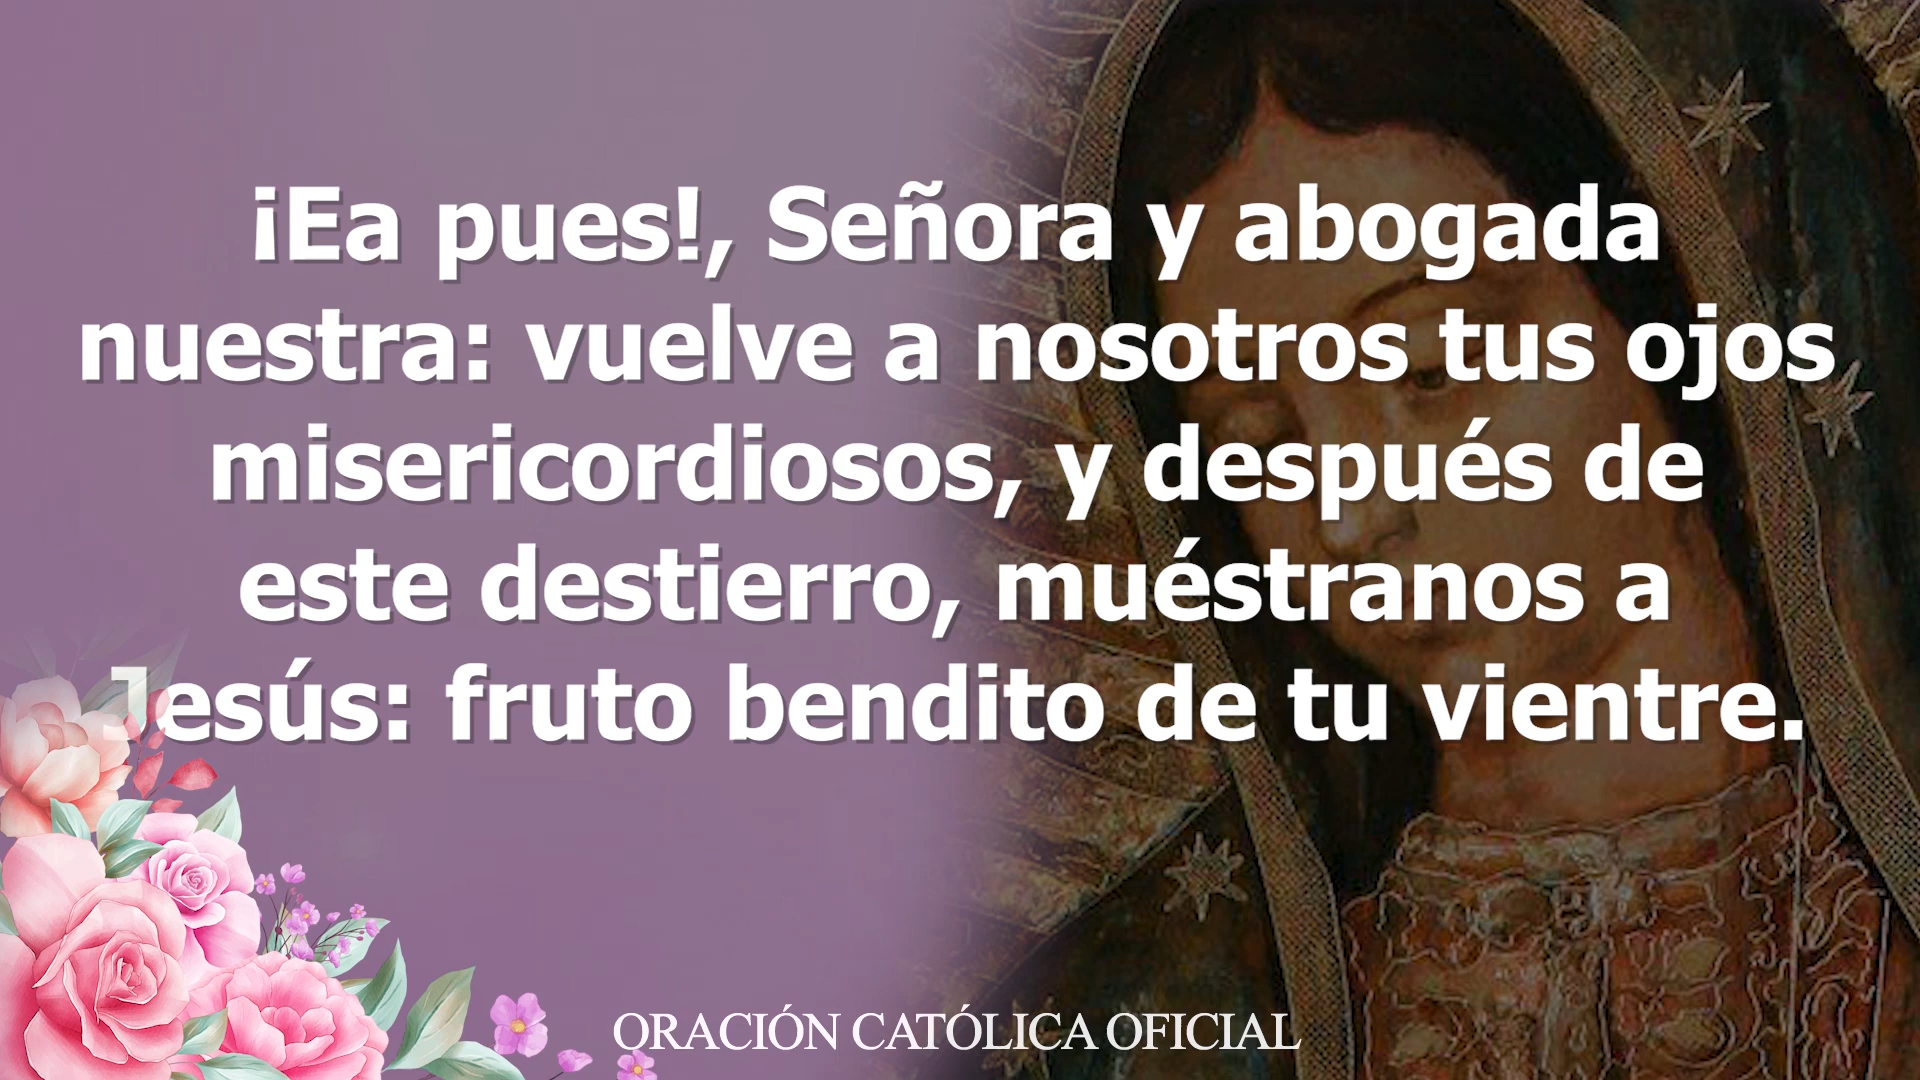 ¡Ea pues!, Señora y abogada
nuestra: vuelve a nosotros tus ojos
misericordiosos, y después de
este destierro, muéstranos a
Jesús: fruto bendito de tu vientre.
ORACIÓN CATÓLICA OFICIAL